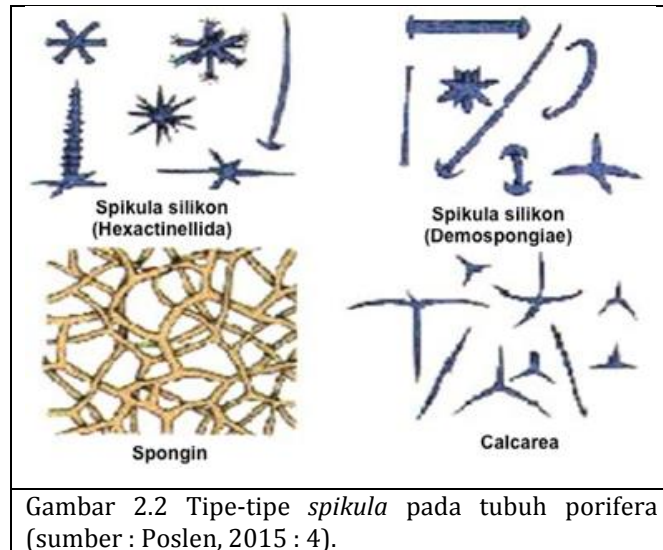 Spikula silikon
(Hexactinellida)
Spikula silikon
(Demospongiae)
Spongin
Calcarea
Gambar 2.2 Tipe-tipe spikula pada tubuh porifera
(sumber : Poslen, 2015 : 4).